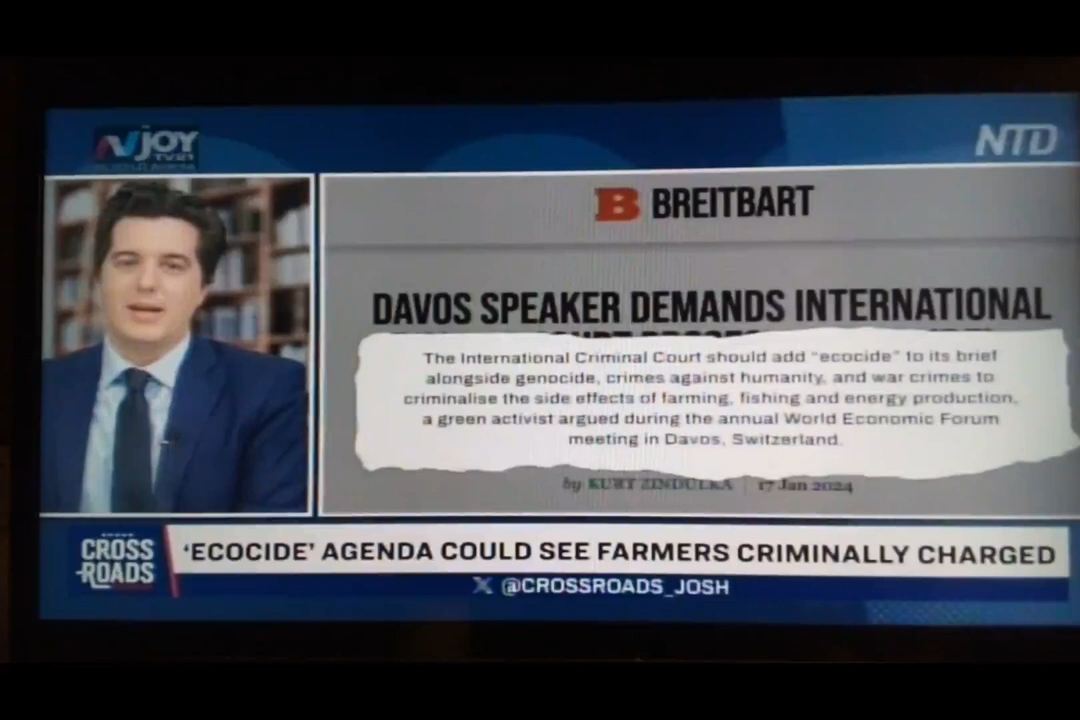 NJOY
TV21
NTD
B BREITBART
DAVOS SPEAKER DEMANDS INTERNATIONAL
The International Criminal Court should add "ecocide" to its brief
alongside genocide, crimes against humanity, and war crimes to
criminalise the side effects of farming, fishing and energy production,
a green activist argued during the annual World Economic Forum
meeting in Davos, Switzerland.
by KURT ZINDULKA | 17 Jan 2024
CROSS
ROADS
‘ECOCIDE’ AGENDA COULD SEE FARMERS CRIMINALLY CHARGED
X @CROSSROADS_JOSH